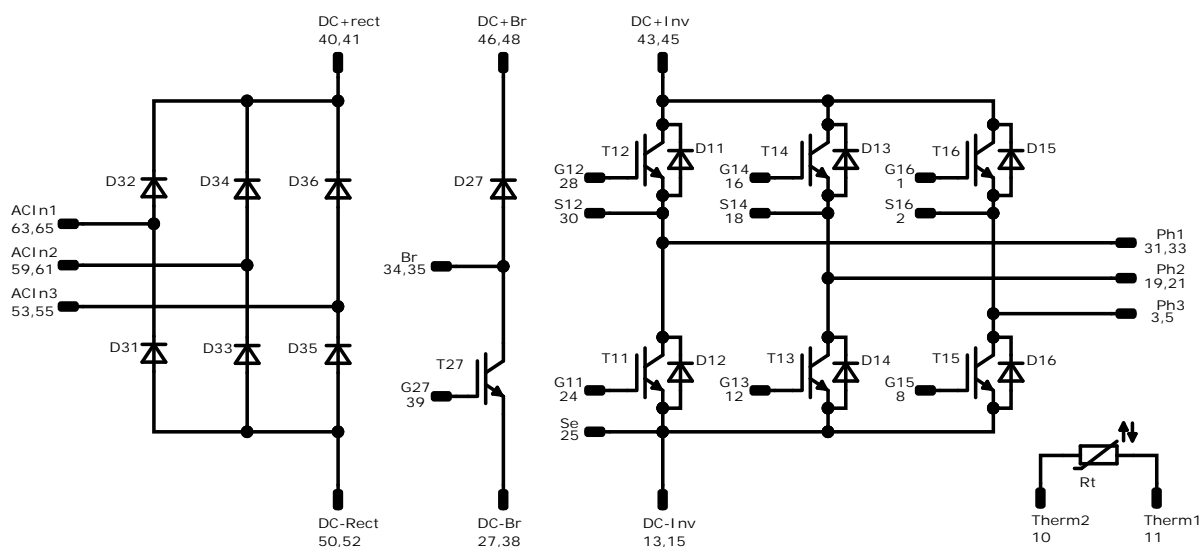 DC+rect
40,41
DC+Br
46,48
DC+Inv
43,45
T12
D11
T14
D13
T16
D15
G12
28
G14
16
G16
1
D32
D34
D36
D27
S12
30
S14
18
S16
2
ACIn1
63,65
ACIn2
59,61
ACIn3
53,55
Br
34,35
Ph1
31,33
Ph2
19,21
Ph3
3,5
D31
D33
D35
T27
T11
D12
T13
D14
T15
D16
G27
39
G11
24
G13
12
G15
8
Se
25
Rt
DC-Rect
50,52
DC-Br
27,38
DC-Inv
13,15
Therm2
10
Therm1
11